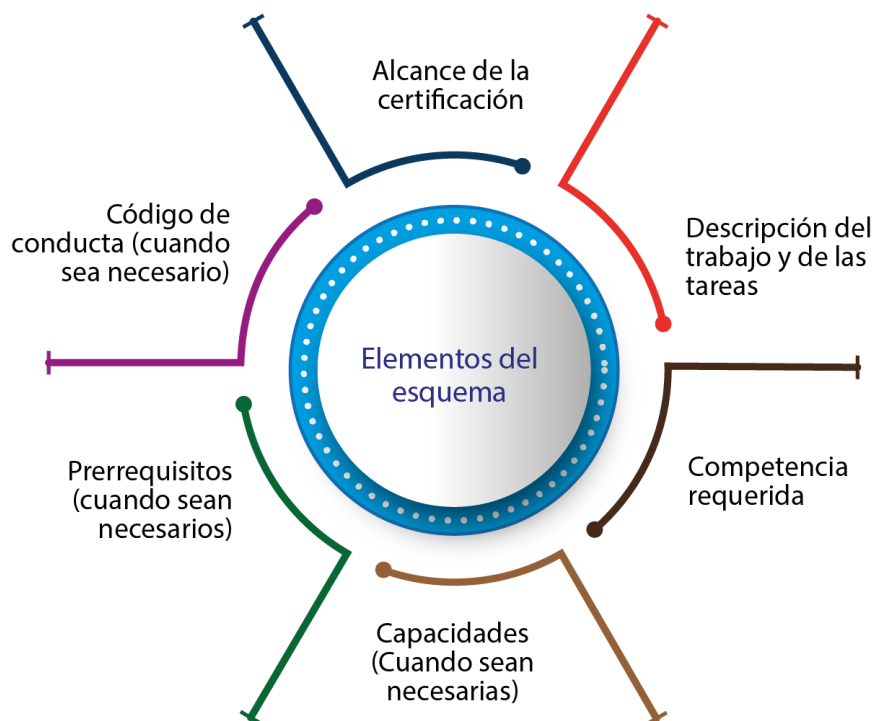 Alcance de la
certificación
Descripción del
trabajo y de las
tareas
Competencia
requerida
Capacidades
(Cuando sean
necesarias)
Prerrequisitos
(cuando sean
necesarios)
Código de
conducta (cuando
sea necesario)
Elementos del
esquema